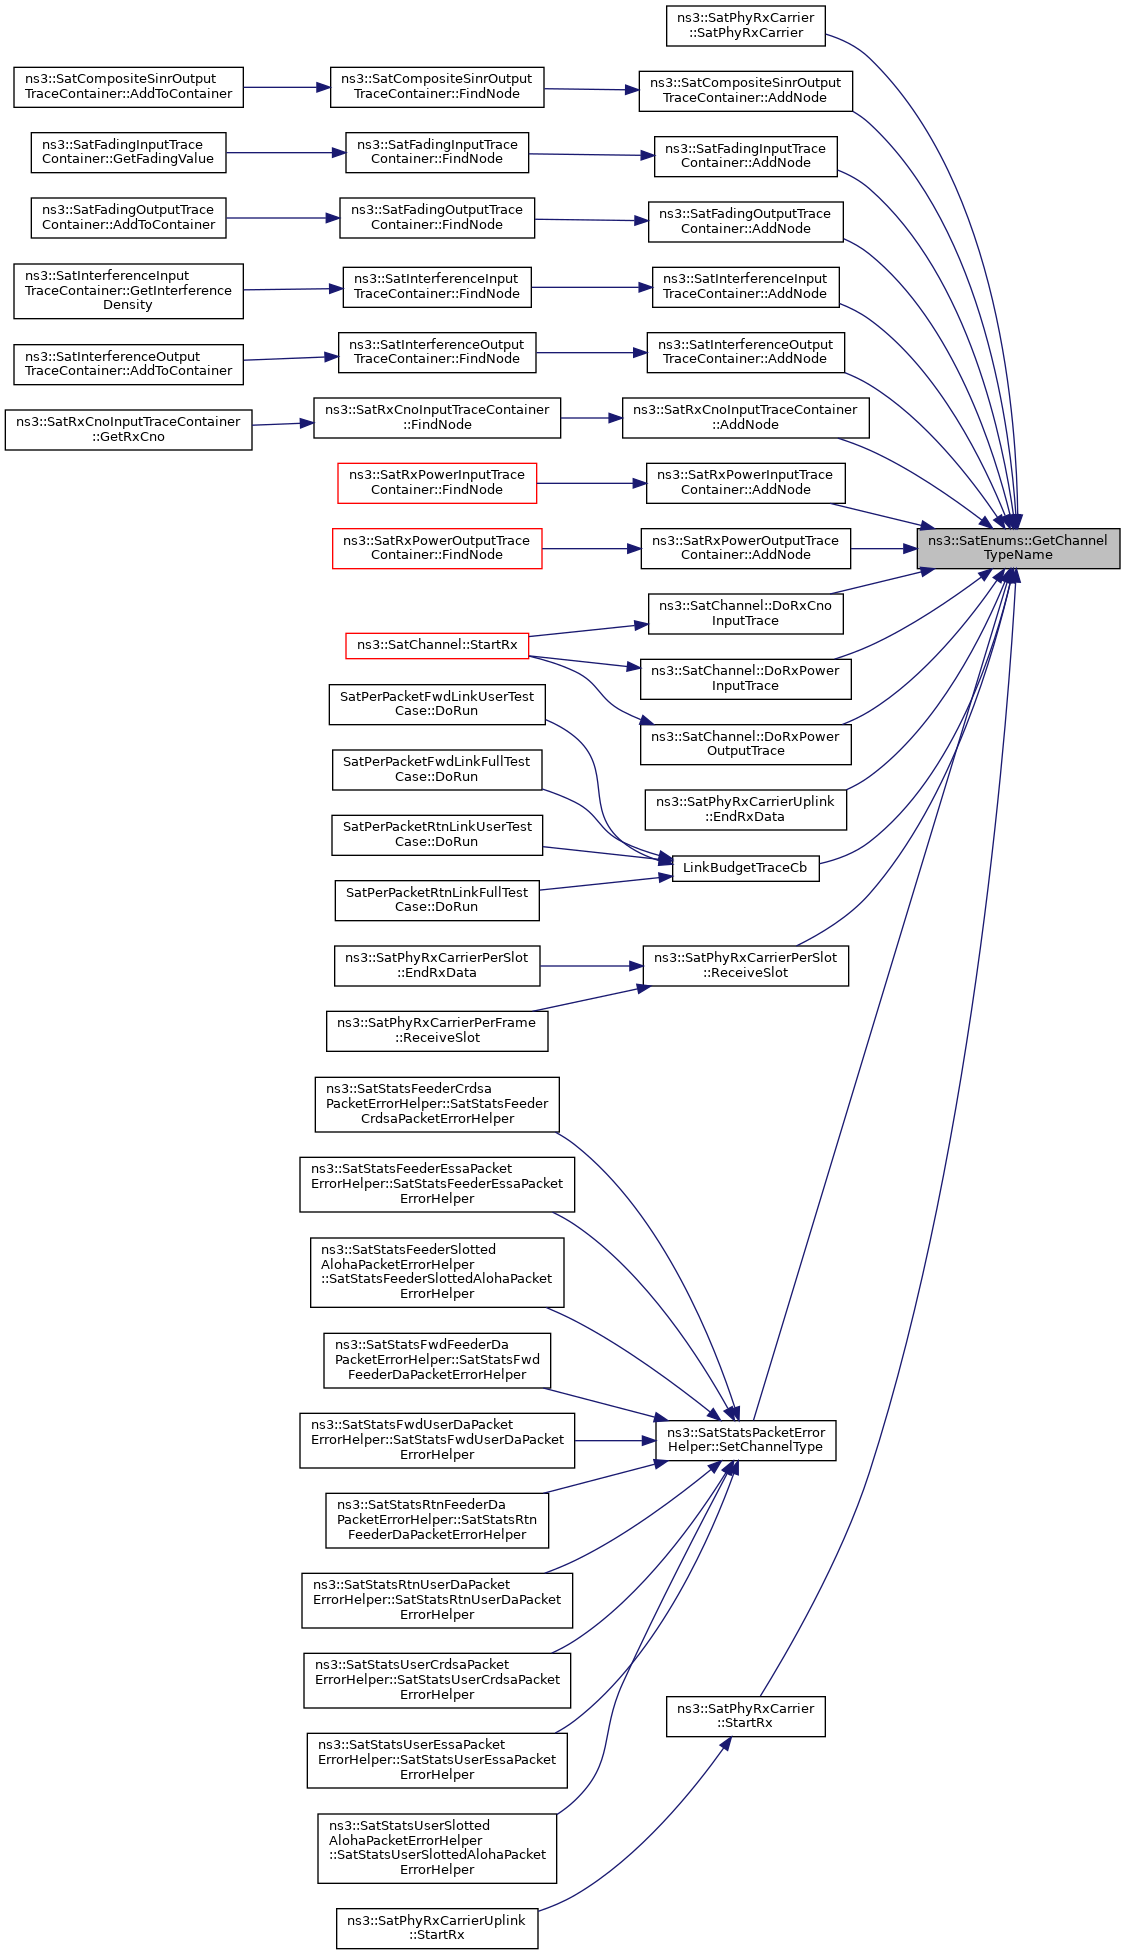 ns3::SatPhyRxCarrier
::SatPhyRxCarrier
ns3::SatCompositeSinrOutput
TraceContainer::AddToContainer
ns3::SatCompositeSinrOutput
TraceContainer::FindNode
ns3::SatCompositeSinrOutput
TraceContainer::AddNode
ns3::SatFadingInputTrace
Container::GetFadingValue
ns3::SatFadingInputTrace
Container::FindNode
ns3::SatFadingInputTrace
Container::AddNode
ns3::SatFadingOutputTrace
Container::AddToContainer
ns3::SatFadingOutputTrace
Container::FindNode
ns3::SatFadingOutputTrace
Container::AddNode
ns3::SatInterferenceInput
TraceContainer::GetInterference
Density
ns3::SatInterferenceInput
TraceContainer::FindNode
ns3::SatInterferenceInput
TraceContainer::AddNode
ns3::SatInterferenceOutput
TraceContainer::AddToContainer
ns3::SatInterferenceOutput
TraceContainer::FindNode
ns3::SatInterferenceOutput
TraceContainer::AddNode
ns3::SatRxCnoInputTraceContainer
::GetRxCno
ns3::SatRxCnoInputTraceContainer
::FindNode
ns3::SatRxCnoInputTraceContainer
::AddNode
ns3::SatRxPowerInputTrace
Container::FindNode
ns3::SatRxPowerInputTrace
Container::AddNode
ns3::SatRxPowerOutputTrace
Container::FindNode
ns3::SatRxPowerOutputTrace
Container::AddNode
ns3::SatEnums::GetChannel
TypeName
ns3::SatChannel::DoRxCno
InputTrace
ns3::SatChannel::StartRx
ns3::SatChannel::DoRxPower
InputTrace
SatPerPacketFwdLinkUserTest
Case::DoRun
ns3::SatChannel::DoRxPower
OutputTrace
SatPerPacketFwdLinkFullTest
Case::DoRun
ns3::SatPhyRxCarrierUplink
::EndRxData
SatPerPacketRtnLinkUserTest
Case::DoRun
LinkBudgetTraceCb
SatPerPacketRtnLinkFullTest
Case::DoRun
ns3::SatPhyRxCarrierPerSlot
::EndRxData
ns3::SatPhyRxCarrierPerSlot
::ReceiveSlot
ns3::SatPhyRxCarrierPerFrame
::ReceiveSlot
ns3::SatStatsFeederCrdsa
PacketErrorHelper::SatStatsFeeder
CrdsaPacketErrorHelper
ns3::SatStatsFeederEssaPacket
ErrorHelper::SatStatsFeederEssaPacket
ErrorHelper
ns3::SatStatsFeederSlotted
AlohaPacketErrorHelper
::SatStatsFeederSlottedAlohaPacket
ErrorHelper
ns3::SatStatsFwdFeederDa
PacketErrorHelper::SatStatsFwd
FeederDaPacketErrorHelper
ns3::SatStatsFwdUserDaPacket
ErrorHelper::SatStatsFwdUserDaPacket
ErrorHelper
ns3::SatStatsPacketError
Helper::SetChannelType
ns3::SatStatsRtnFeederDa
PacketErrorHelper::SatStatsRtn
FeederDaPacketErrorHelper
ns3::SatStatsRtnUserDaPacket
ErrorHelper::SatStatsRtnUserDaPacket
ErrorHelper
ns3::SatStatsUserCrdsaPacket
ErrorHelper::SatStatsUserCrdsaPacket
ErrorHelper
ns3::SatPhyRxCarrier
::StartRx
ns3::SatStatsUserEssaPacket
ErrorHelper::SatStatsUserEssaPacket
ErrorHelper
ns3::SatStatsUserSlotted
AlohaPacketErrorHelper
::SatStatsUserSlottedAlohaPacket
ErrorHelper
ns3::SatPhyRxCarrierUplink
::StartRx